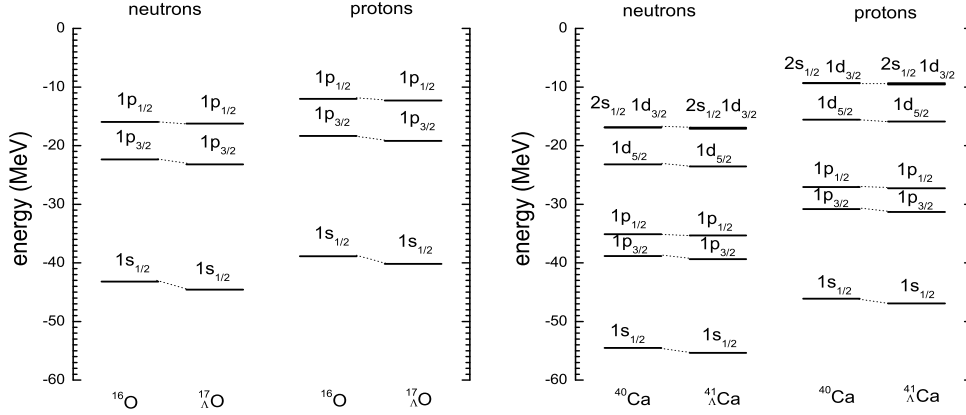 neutrons protons
energy (MeV)
0
-10
-20
-30
-40
-50
-60
1p1/2 1p1/2
1p3/2 1p3/2
1s1/2 1s1/2
1p1/2 1p1/2
1p3/2 1p3/2
1s1/2 1s1/2
16O 17ΛO 16O 17ΛO
neutrons protons
energy (MeV)
0
-10
-20
-30
-40
-50
-60
2s1/2 1d3/2 2s1/2 1d3/2
1d5/2 1d5/2
1p1/2 1p1/2
1p3/2 1p3/2
1s1/2 1s1/2
2s1/2 1d3/2 2s1/2 1d3/2
1d5/2 1d5/2
1p1/2 1p1/2
1p3/2 1p3/2
1s1/2 1s1/2
40Ca 41ΛCa 40Ca 41ΛCa